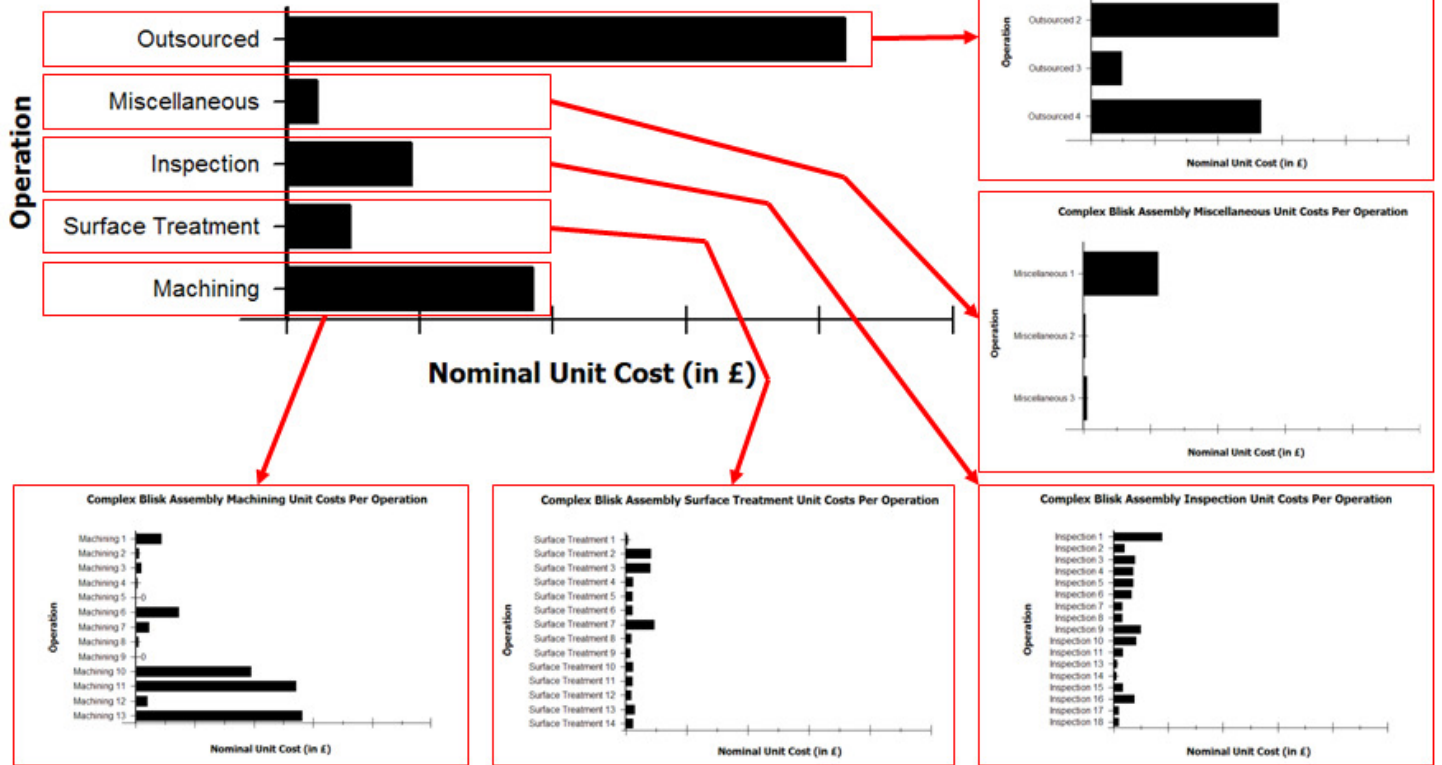 Operation
Outsourced
Miscellaneous
Inspection
Surface Treatment
Machining
Nominal Unit Cost (in £)
Operation
Outsourced 2
Outsourced 3
Outsourced 4
Nominal Unit Cost (in £)
Complex Blisk Assembly Miscellaneous Unit Costs Per Operation
Operation
Miscellaneous 1
Miscellaneous 2
Miscellaneous 3
Nominal Unit Cost (in £)
Complex Blisk Assembly Machining Unit Costs Per Operation
Operation
Machining 1
Machining 2
Machining 3
Machining 4
Machining 5 0
Machining 6
Machining 7
Machining 8
Machining 9 0
Machining 10
Machining 11
Machining 12
Machining 13
Nominal Unit Cost (in £)
Complex Blisk Assembly Surface Treatment Unit Costs Per Operation
Operation
Surface Treatment 1
Surface Treatment 2
Surface Treatment 3
Surface Treatment 4
Surface Treatment 5
Surface Treatment 6
Surface Treatment 7
Surface Treatment 8
Surface Treatment 9
Surface Treatment 10
Surface Treatment 11
Surface Treatment 12
Surface Treatment 13
Surface Treatment 14
Nominal Unit Cost (in £)
Complex Blisk Assembly Inspection Unit Costs Per Operation
Operation
Inspection 1
Inspection 2
Inspection 3
Inspection 4
Inspection 5
Inspection 6
Inspection 7
Inspection 8
Inspection 9
Inspection 10
Inspection 11
Inspection 13
Inspection 14
Inspection 15
Inspection 16
Inspection 17
Inspection 18
Nominal Unit Cost (in £)